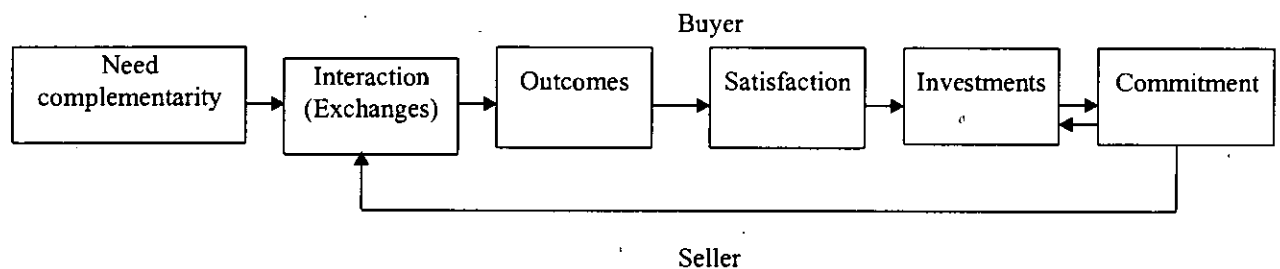 Buyer
Need
complementarity
Interaction
(Exchanges)
Outcomes
Satisfaction
Investments
Commitment
Seller